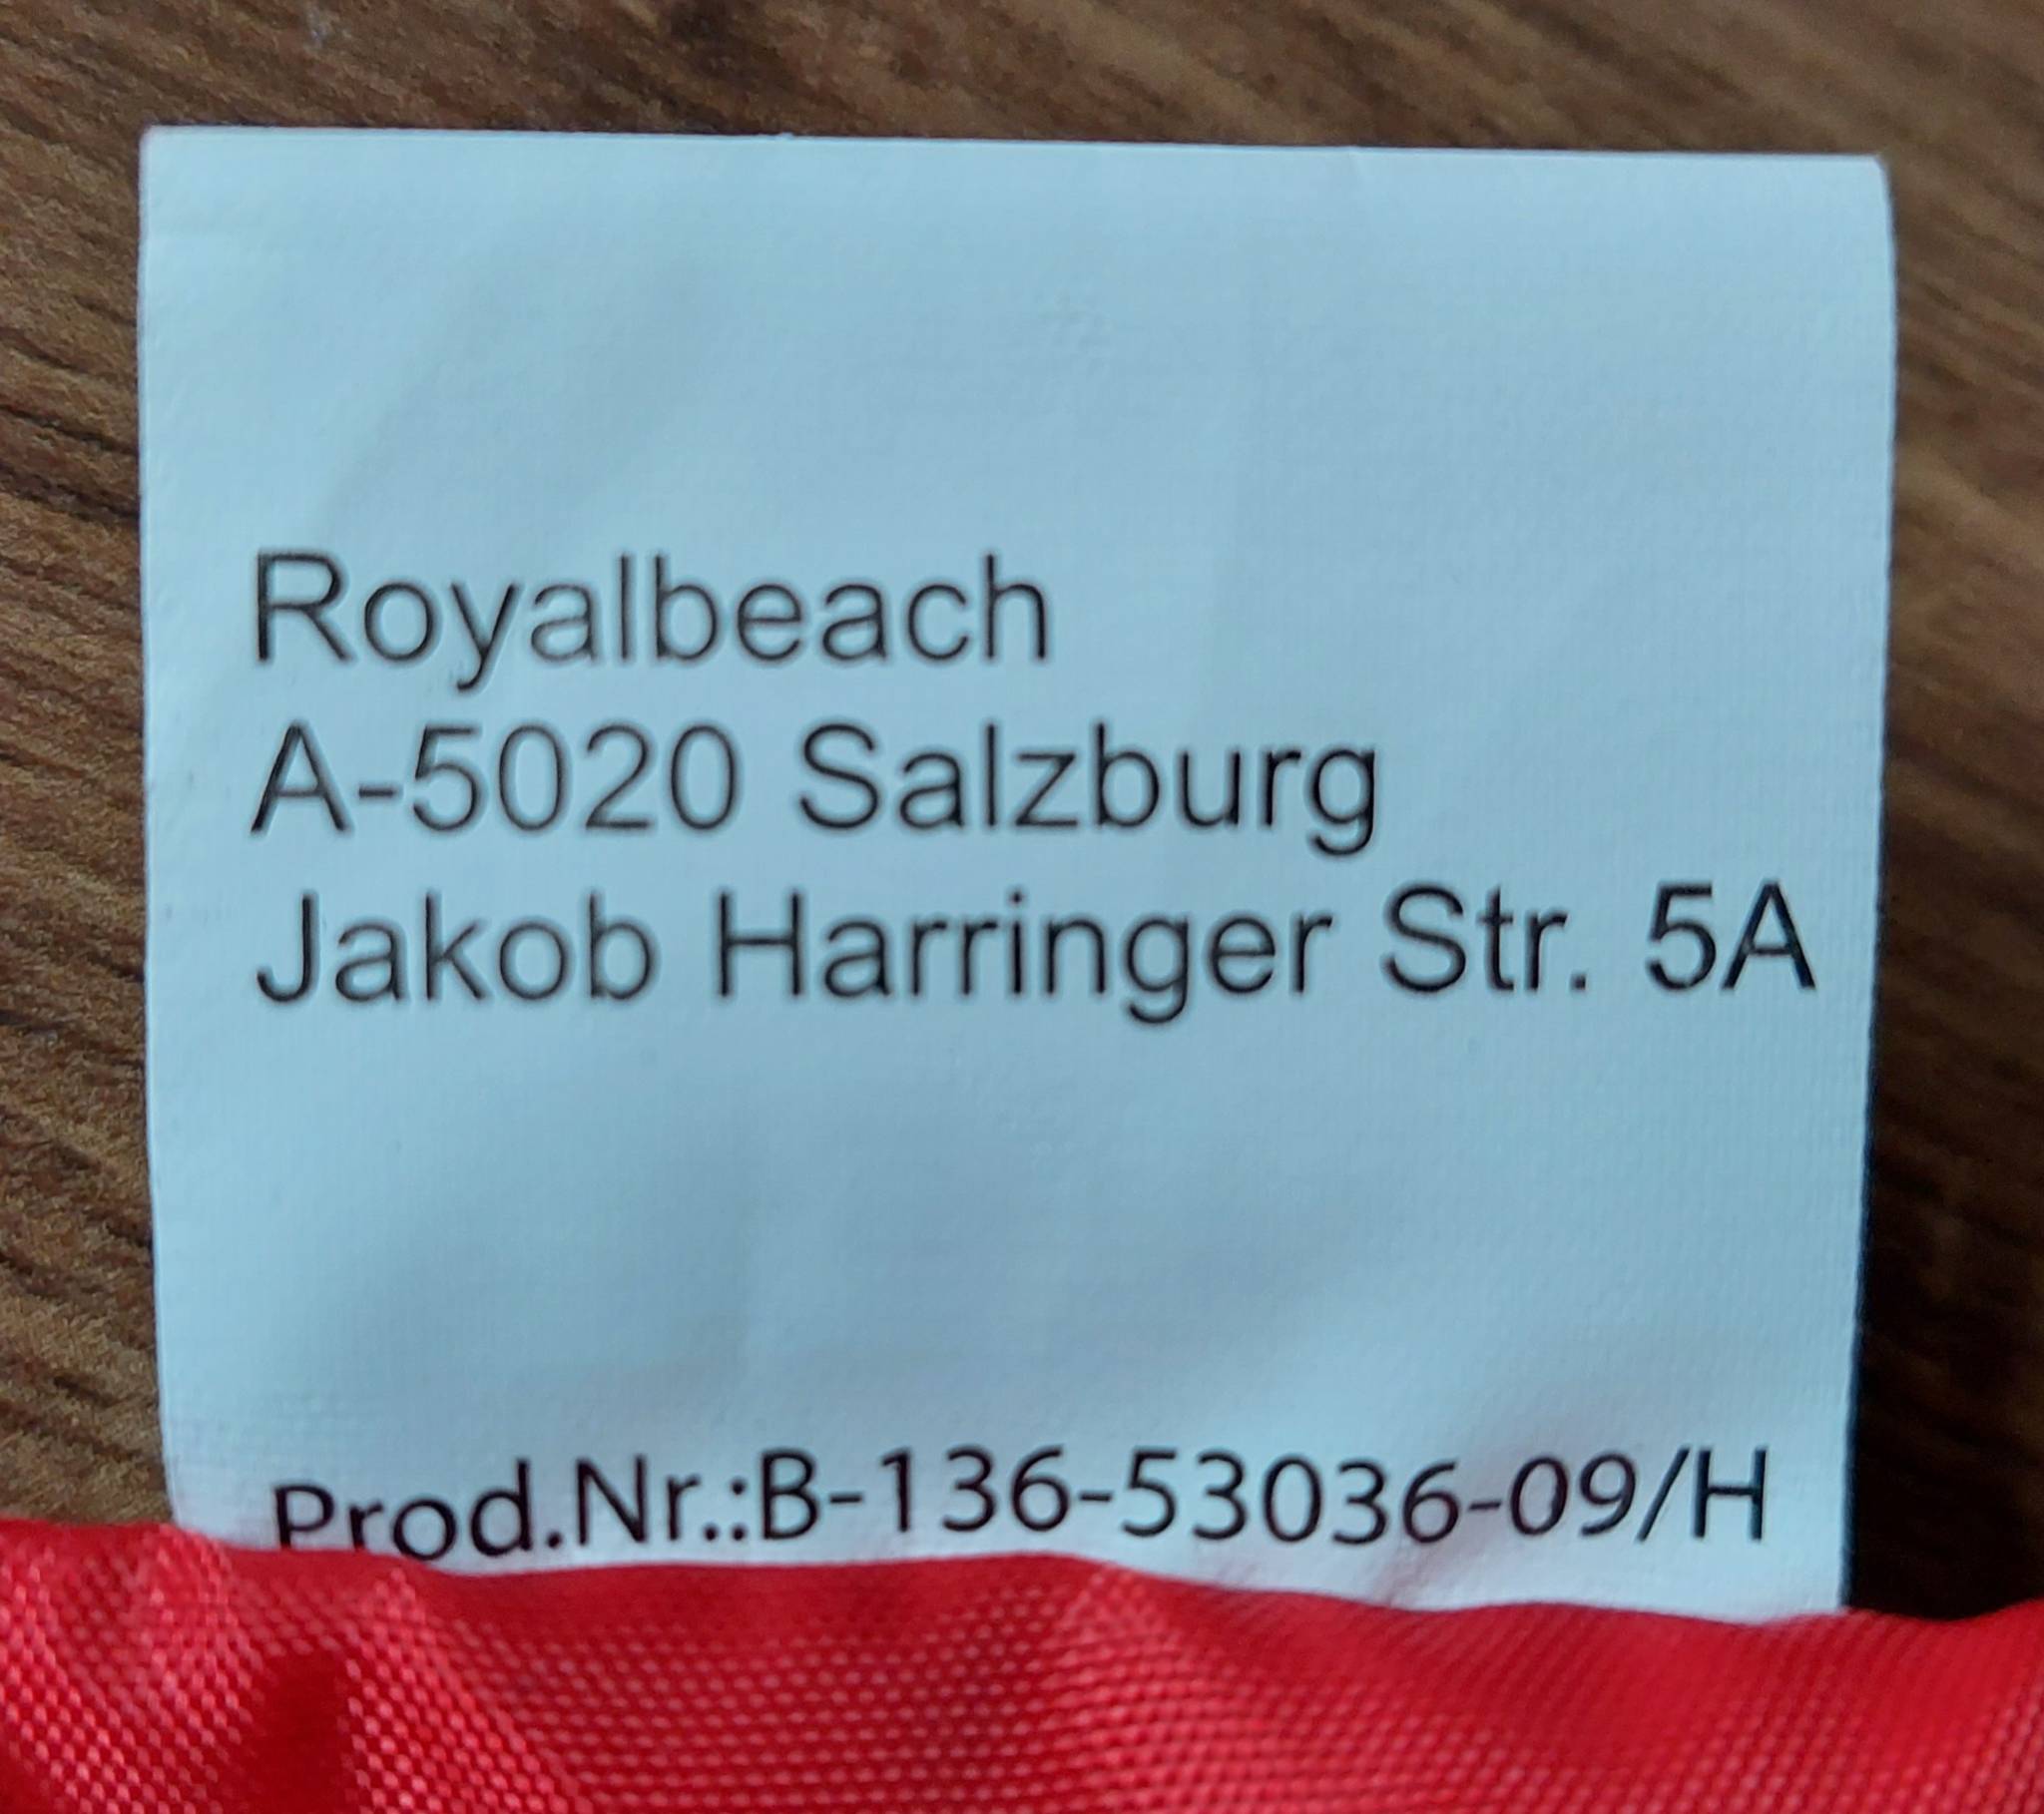 Royalbeach
A-5020 Salzburg
Jakob Harringer Str. 5A
Prod.Nr.:B-136-53036-09/H